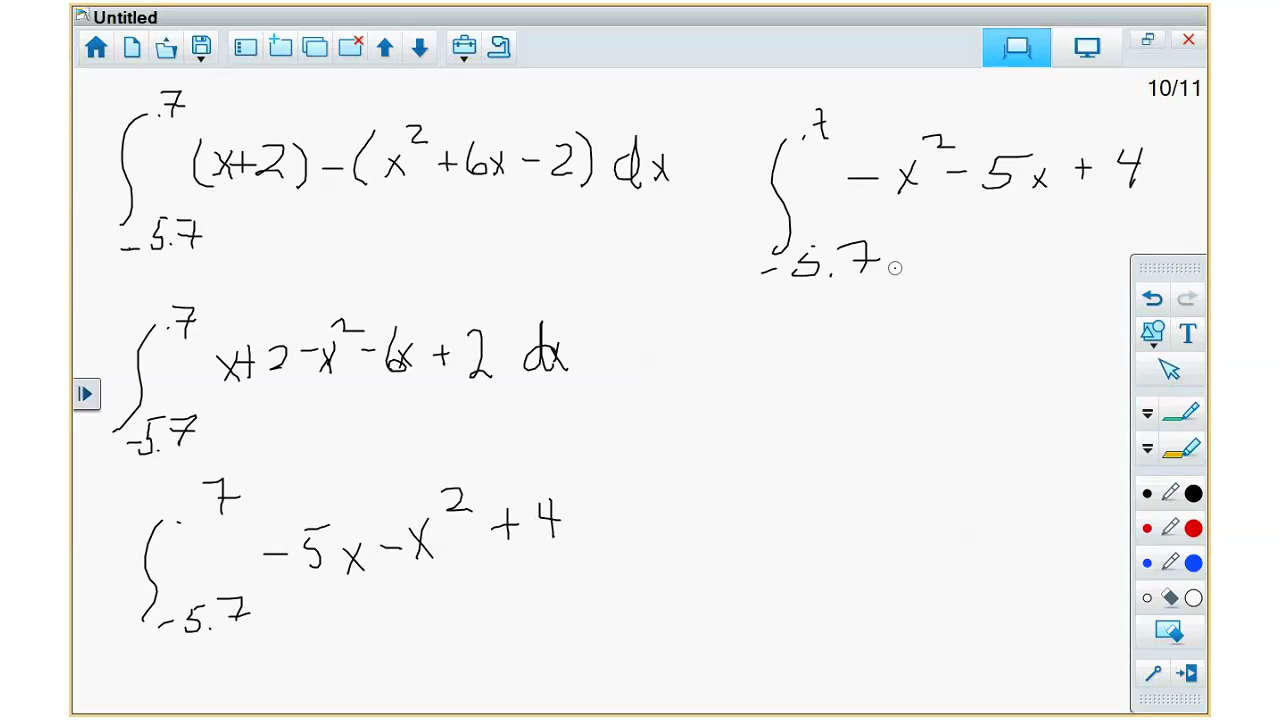 Untitled
10/11
∫_{-5.7}^{.7} (x+2) - (x² + 6x - 2) dx
∫_{-5.7}^{.7} x+2 - x² - 6x + 2 dx
∫_{-5.7}^{.7} - 5x - x² + 4
∫_{-5.7}^{.7} - x² - 5x + 4
T